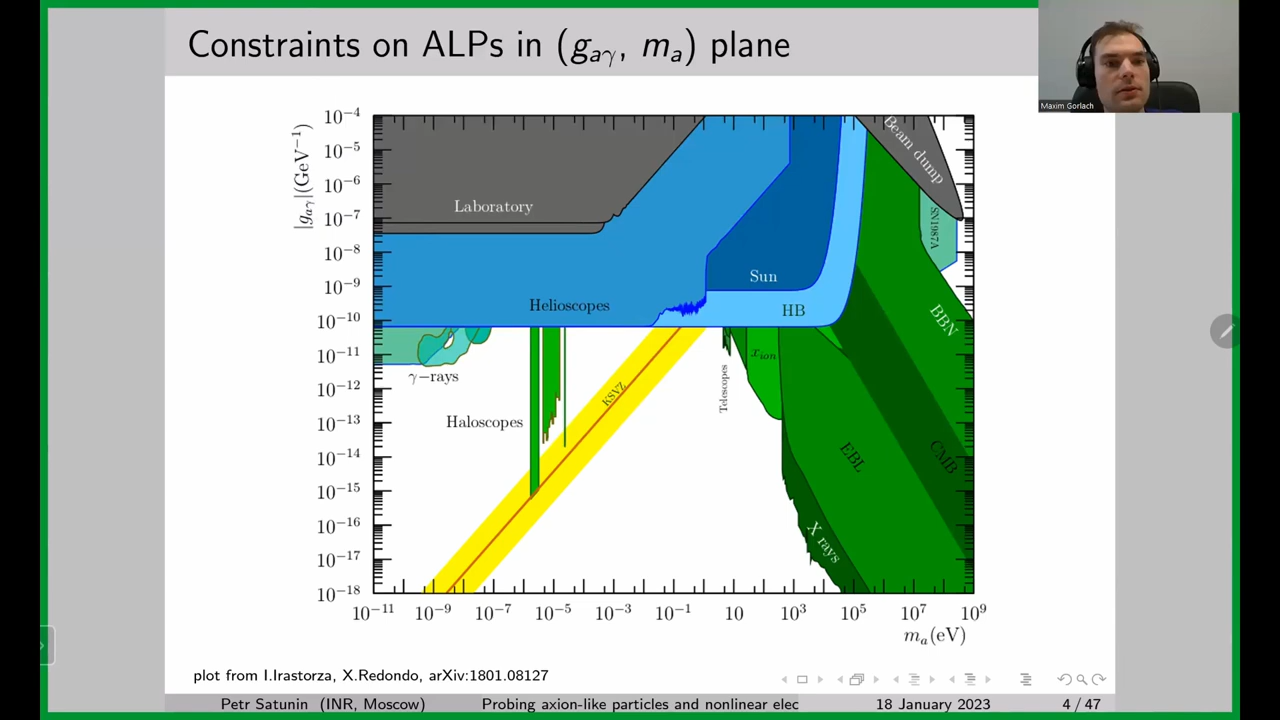 Constraints on ALPs in (gaγ, ma) plane
Maxim Gorlach
|gaγ|(GeV⁻¹)
10⁻⁴
10⁻⁵
10⁻⁶
10⁻⁷
10⁻⁸
10⁻⁹
10⁻¹⁰
10⁻¹¹
10⁻¹²
10⁻¹³
10⁻¹⁴
10⁻¹⁵
10⁻¹⁶
10⁻¹⁷
10⁻¹⁸
Laboratory
Beam dump
SN1987A
Sun
Helioscopes
HB
BBN
γ−rays
xion
Telescopes
KSVZ
Haloscopes
EBL
CMB
X rays
10⁻¹¹ 10⁻⁹ 10⁻⁷ 10⁻⁵ 10⁻³ 10⁻¹ 10 10³ 10⁵ 10⁷ 10⁹
ma(eV)
plot from I.Irastorza, X.Redondo, arXiv:1801.08127
Petr Satunin (INR, Moscow) Probing axion-like particles and nonlinear elec 18 January 2023 4 / 47